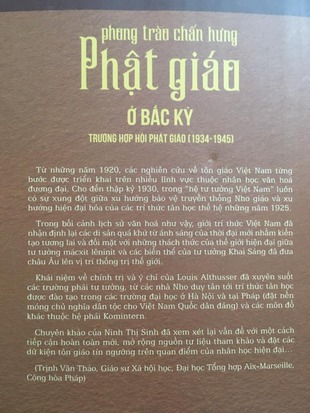 phong trào chấn hưng
Phật giáo
Ở BẮC KỲ
TRƯỜNG HỢP HỘI PHẬT GIÁO (1934-1945)
Từ những năm 1920, các nghiên cứu về tôn giáo Việt Nam từng
bước được triển khai trên nhiều lĩnh vực thuộc nhân học văn hoá
đương đại. Cho đến thập kỷ 1930, trong “hệ tư tưởng Việt Nam” luôn
có sự xung đột giữa xu hướng bảo vệ truyền thống Nho giáo và xu
hướng hiện đại hóa của các trí thức tân học thế hệ những năm 1925.
Trong bối cảnh lịch sử văn hoá như vậy, giới trí thức Việt Nam đã
nhận định lại các di sản quá khứ từ ánh sáng của thời đại mới nhằm kiến
tạo tương lai và đối mặt với những thách thức của thế giới hiện đại giữa
tư tưởng mácxit lêninit và các biến thể của tư tưởng Khai Sáng đã đưa
châu Âu lên vị trí thống trị thế giới.
Khái niệm về chính trị và ý chí của Louis Althusser đã xuyên suốt
các trường phái tư tưởng, từ các nhà Nho duy tân tới trí thức tân học
được đào tạo trong các trường đại học ở Hà Nội và tại Pháp (đặt nền
móng chủ nghĩa dân tộc cho Việt Nam Quốc dân đảng) và các môn đồ
khác thuộc hệ phái Komintern.
Chuyên khảo của Ninh Thị Sinh đã xem xét lại vấn đề với một cách
tiếp cận hoàn toàn mới, mở rộng nguồn tư liệu tham khảo và đặt các
dữ kiện tôn giáo tín ngưỡng trên quan điểm của nhân học hiện đại...
(Trịnh Văn Thảo, Giáo sư Xã hội học, Đại học Tổng hợp Aix-Marseille,
Cộng hòa Pháp)